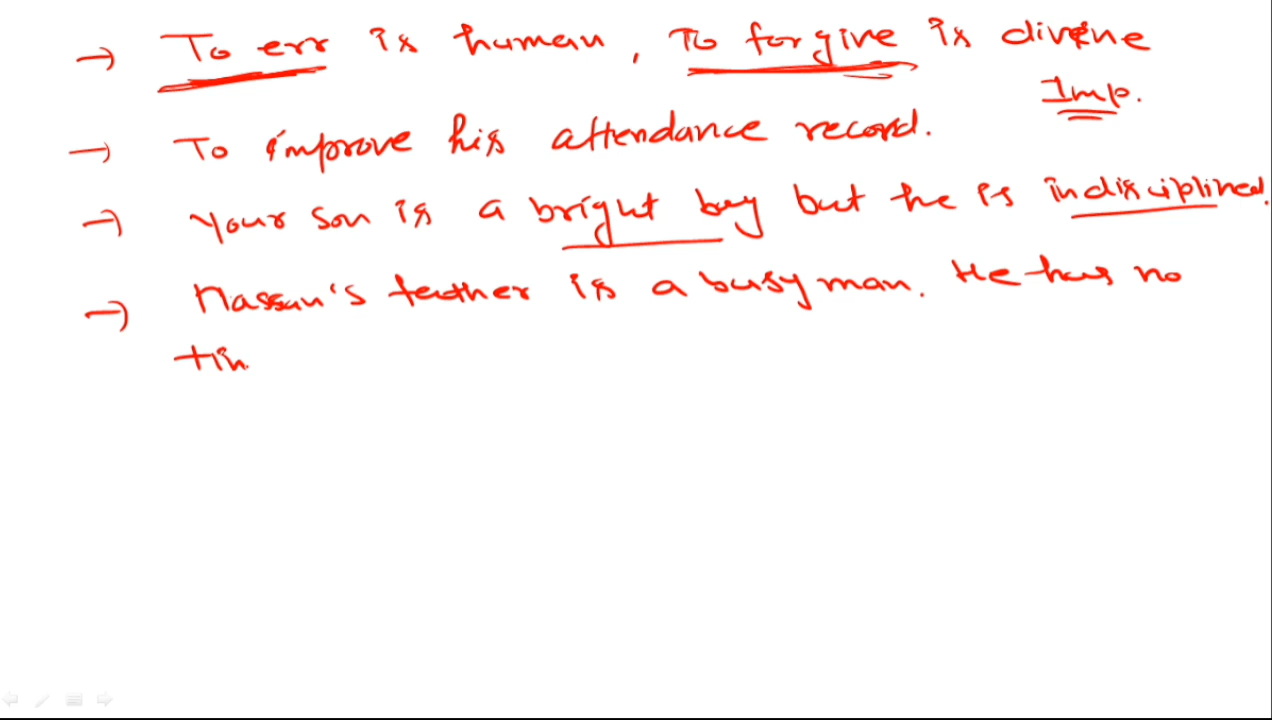 → To err is human, To forgive is divine
Imp.
→ To improve his attendance record.
→ Your son is a bright boy but he is indisciplined.
→ Hassan's father is a busy man. He has no
tim